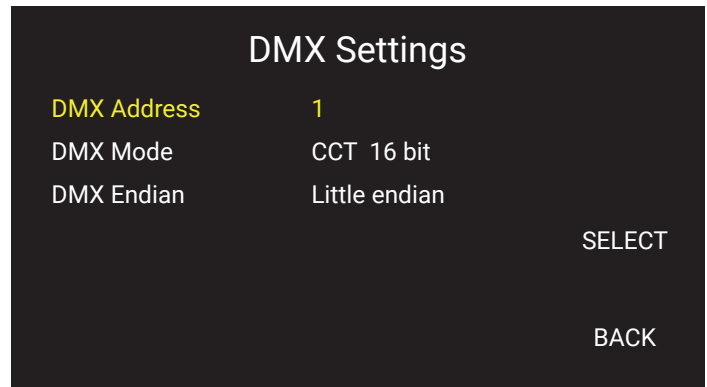 DMX Settings
DMX Address 1
DMX Mode CCT 16 bit
DMX Endian Little endian
SELECT
BACK